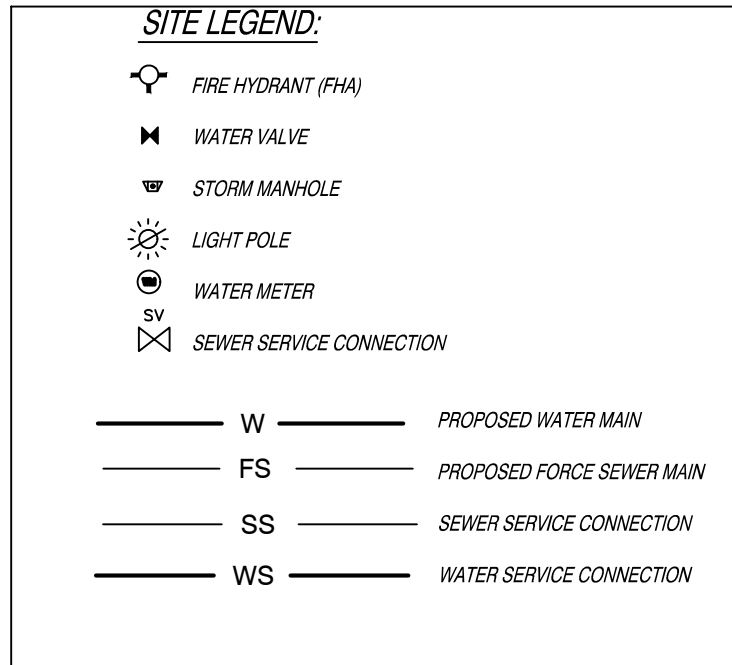 SITE LEGEND:
FIRE HYDRANT (FHA)
WATER VALVE
STORM MANHOLE
LIGHT POLE
WATER METER
SV
SEWER SERVICE CONNECTION
W PROPOSED WATER MAIN
FS PROPOSED FORCE SEWER MAIN
SS SEWER SERVICE CONNECTION
WS WATER SERVICE CONNECTION